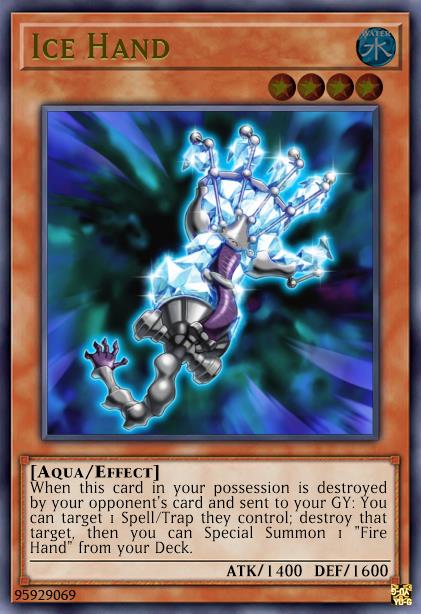 Ice Hand
WATER
水
[Aqua/Effect]
When this card in your possession is destroyed
by your opponent's card and sent to your GY: You
can target 1 Spell/Trap they control; destroy that
target, then you can Special Summon 1 "Fire
Hand" from your Deck.
ATK/1400 DEF/1600
95929069